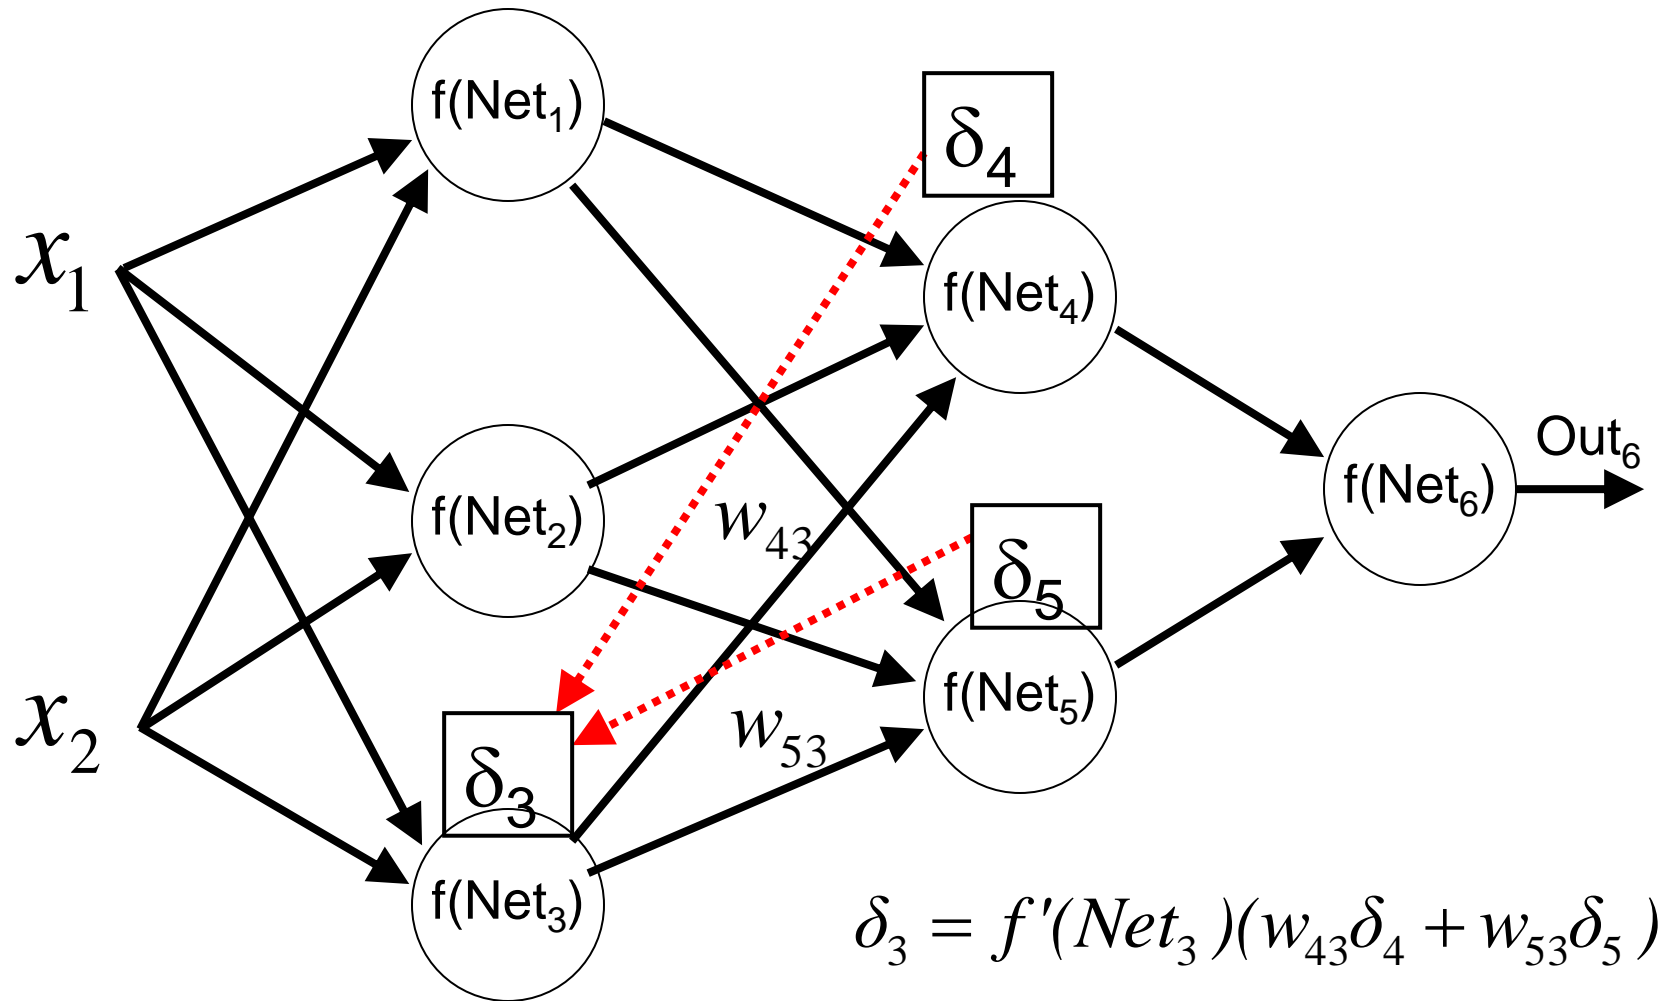 f(Net₁)
δ₄
x₁
f(Net₄)
Out₆
f(Net₆)
f(Net₂)
w₄₃
δ₅
x₂
f(Net₅)
w₅₃
δ₃
f(Net₃)
δ₃ = f'(Net₃)(w₄₃δ₄ + w₅₃δ₅)